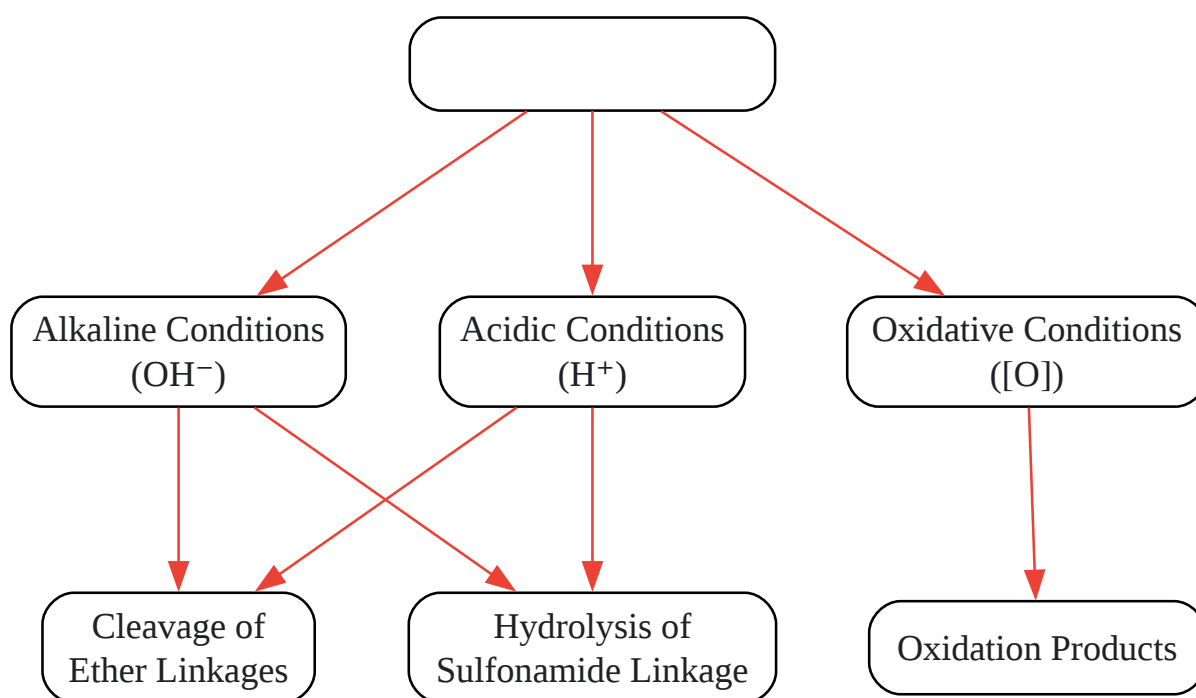 Alkaline Conditions
(OH⁻)
Acidic Conditions
(H⁺)
Oxidative Conditions
([O])
Cleavage of
Ether Linkages
Hydrolysis of
Sulfonamide Linkage
Oxidation Products